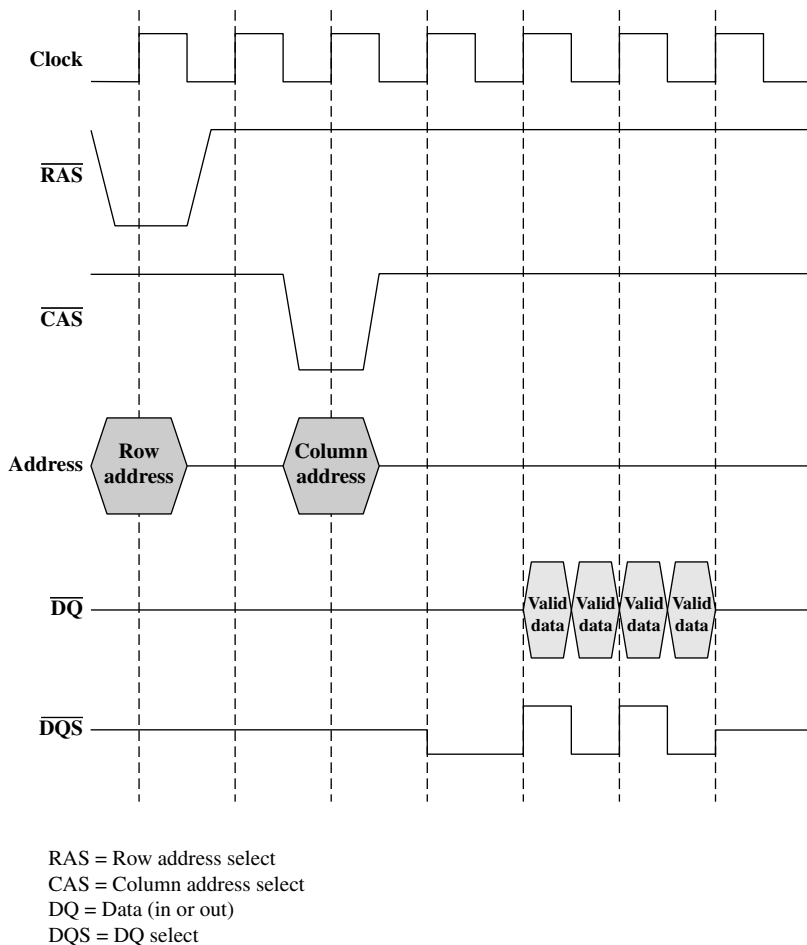 Clock
RAS
CAS
Address
Row
address
Column
address
DQ
Valid
data
Valid
data
Valid
data
Valid
data
DQS
RAS = Row address select
CAS = Column address select
DQ = Data (in or out)
DQS = DQ select